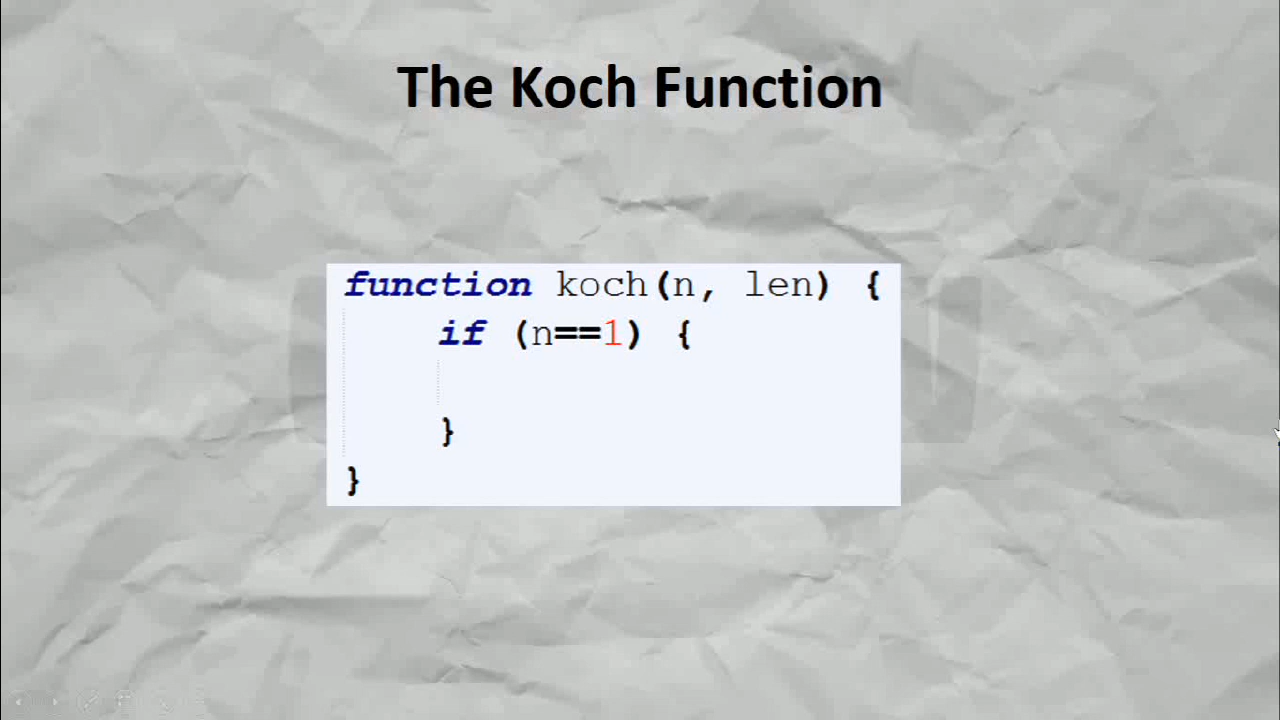 The Koch Function
function koch(n, len) {
if (n==1) {
}
}